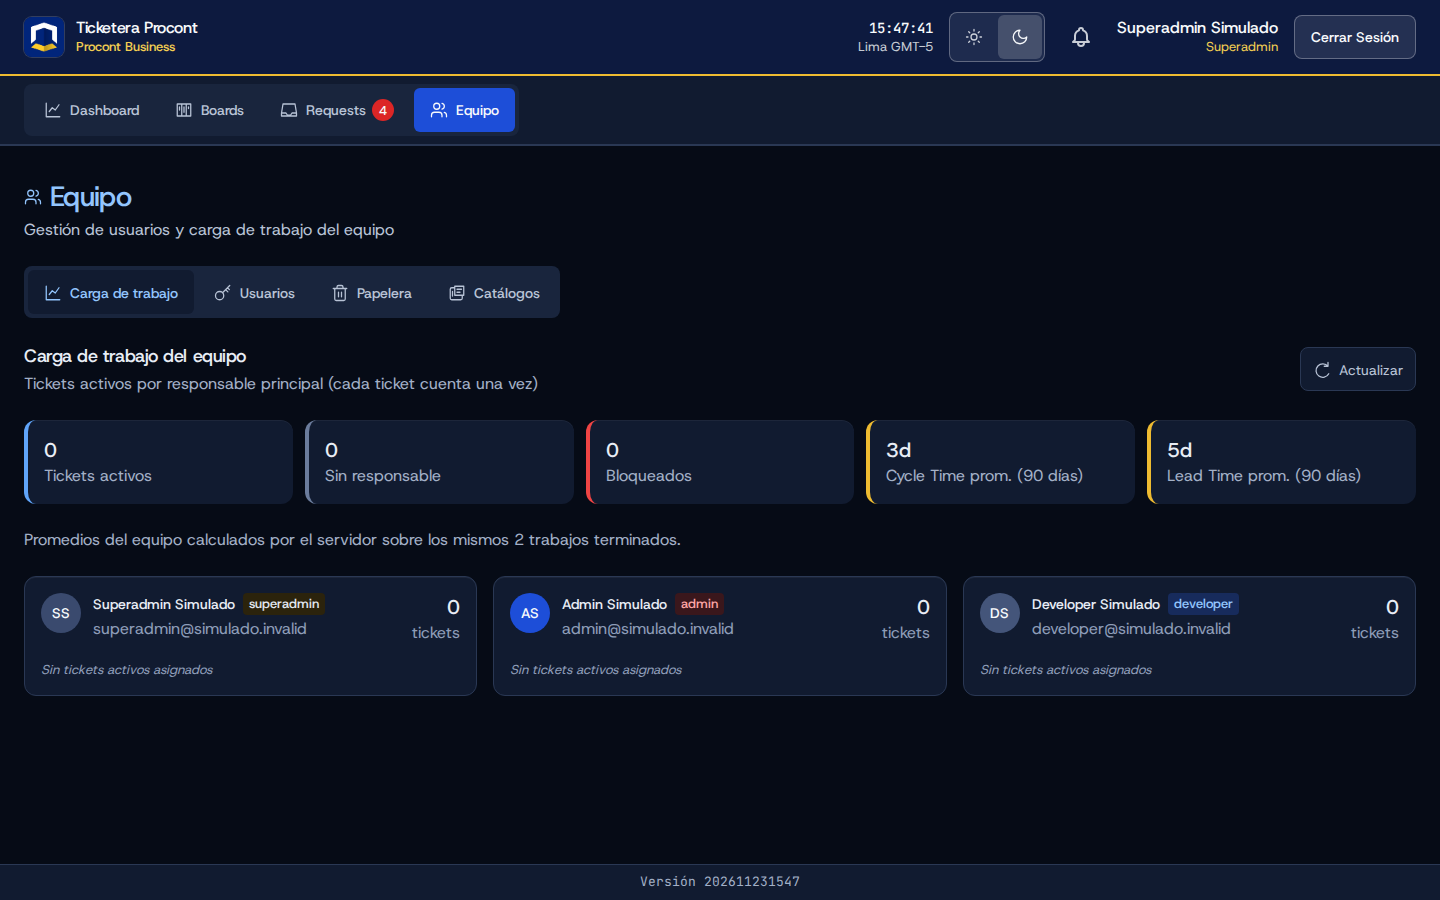 Ticketera Procont
Procont Business
15:47:41
Lima GMT-5
Superadmin Simulado
Superadmin
Cerrar Sesión
Dashboard
Boards
Requests 4
Equipo
Equipo
Gestión de usuarios y carga de trabajo del equipo
Carga de trabajo
Usuarios
Papelera
Catálogos
Carga de trabajo del equipo
Tickets activos por responsable principal (cada ticket cuenta una vez)
Actualizar
0
Tickets activos
0
Sin responsable
0
Bloqueados
3d
Cycle Time prom. (90 días)
5d
Lead Time prom. (90 días)
Promedios del equipo calculados por el servidor sobre los mismos 2 trabajos terminados.
SS
Superadmin Simulado superadmin
superadmin@simulado.invalid
0
tickets
Sin tickets activos asignados
AS
Admin Simulado admin
admin@simulado.invalid
0
tickets
Sin tickets activos asignados
DS
Developer Simulado developer
developer@simulado.invalid
0
tickets
Sin tickets activos asignados
Versión 202611231547